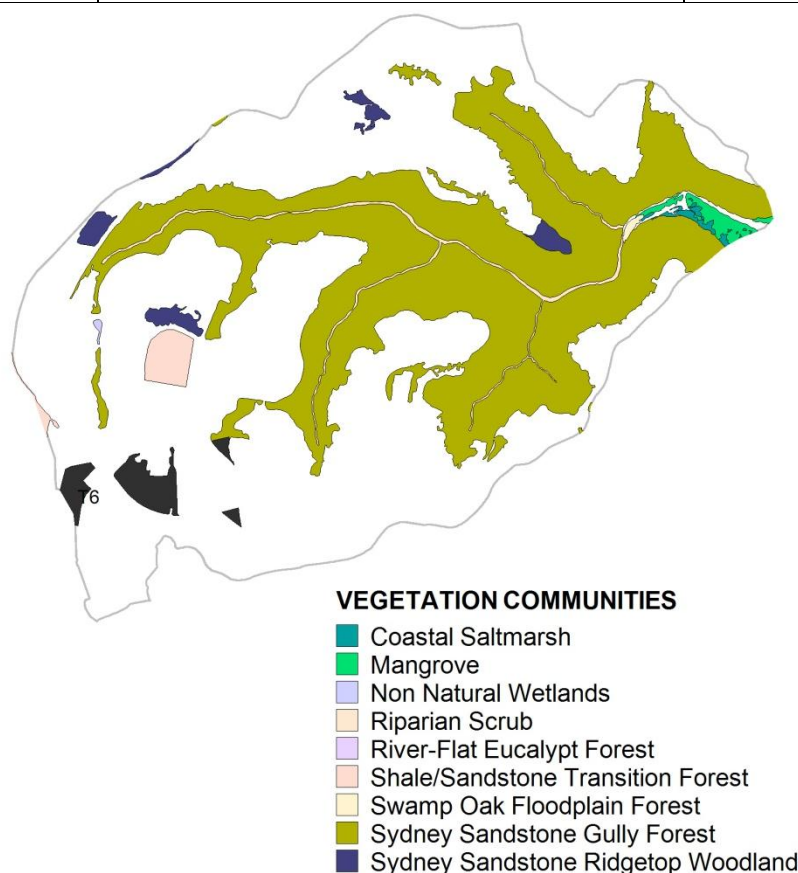 T6
VEGETATION COMMUNITIES
Coastal Saltmarsh
Mangrove
Non Natural Wetlands
Riparian Scrub
River-Flat Eucalypt Forest
Shale/Sandstone Transition Forest
Swamp Oak Floodplain Forest
Sydney Sandstone Gully Forest
Sydney Sandstone Ridgetop Woodland